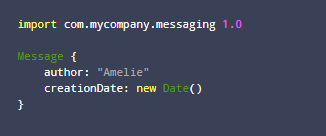 import com.mycompany.messaging 1.0
Message {
    author: "Amelie"
    creationDate: new Date()
}